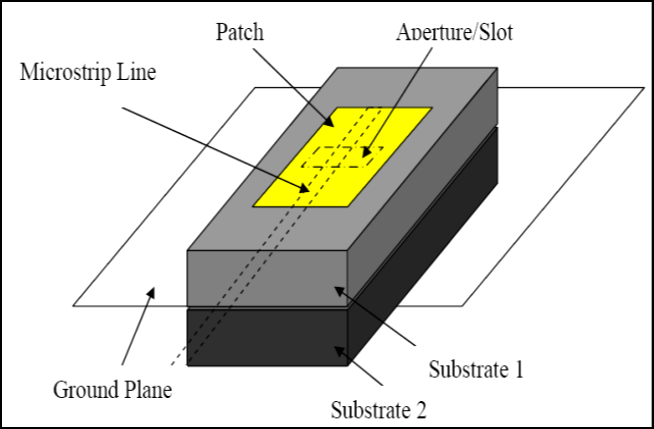 Patch
Aperture/Slot
Microstrip Line
Substrate 1
Ground Plane
Substrate 2